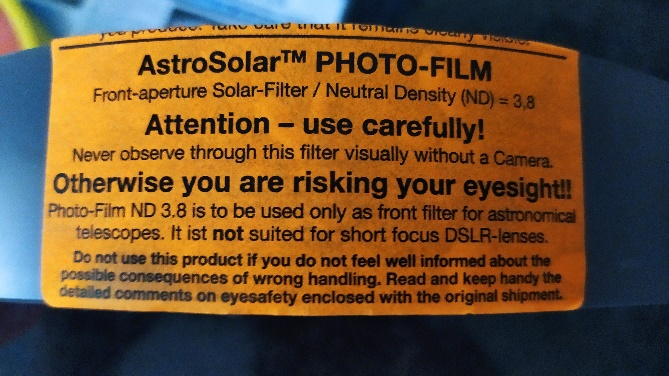 you produce. Take care that it remains clearly visible.
AstroSolar™ PHOTO-FILM
Front-aperture Solar-Filter / Neutral Density (ND) = 3,8
Attention – use carefully!
Never observe through this filter visually without a Camera.
Otherwise you are risking your eyesight!!
Photo-Film ND 3.8 is to be used only as front filter for astronomical
telescopes. It ist not suited for short focus DSLR-lenses.
Do not use this product if you do not feel well informed about the
possible consequences of wrong handling. Read and keep handy the
detailed comments on eyesafety enclosed with the original shipment.